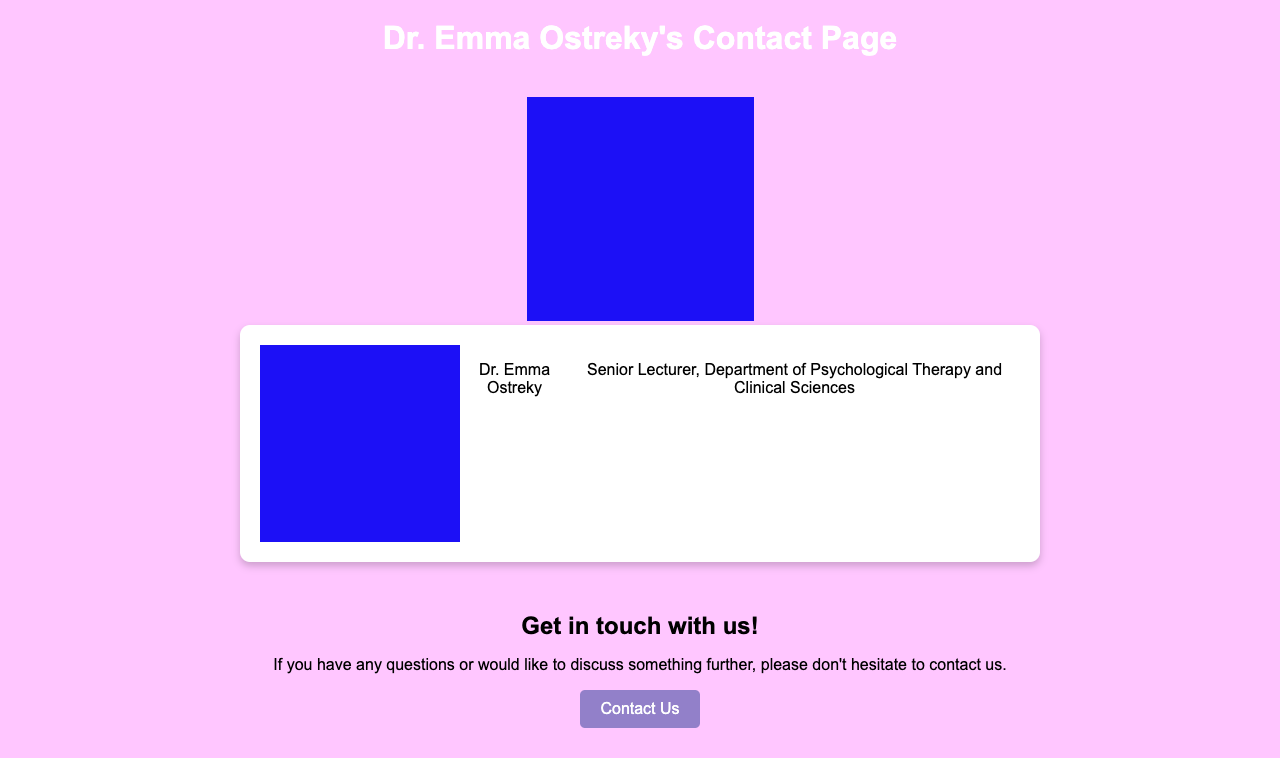 Dr. Emma Ostreky's Contact Page
Dr. Emma
Ostreky
Senior Lecturer, Department of Psychological Therapy and
Clinical Sciences
Get in touch with us!
If you have any questions or would like to discuss something further, please don't hesitate to contact us.
Contact Us